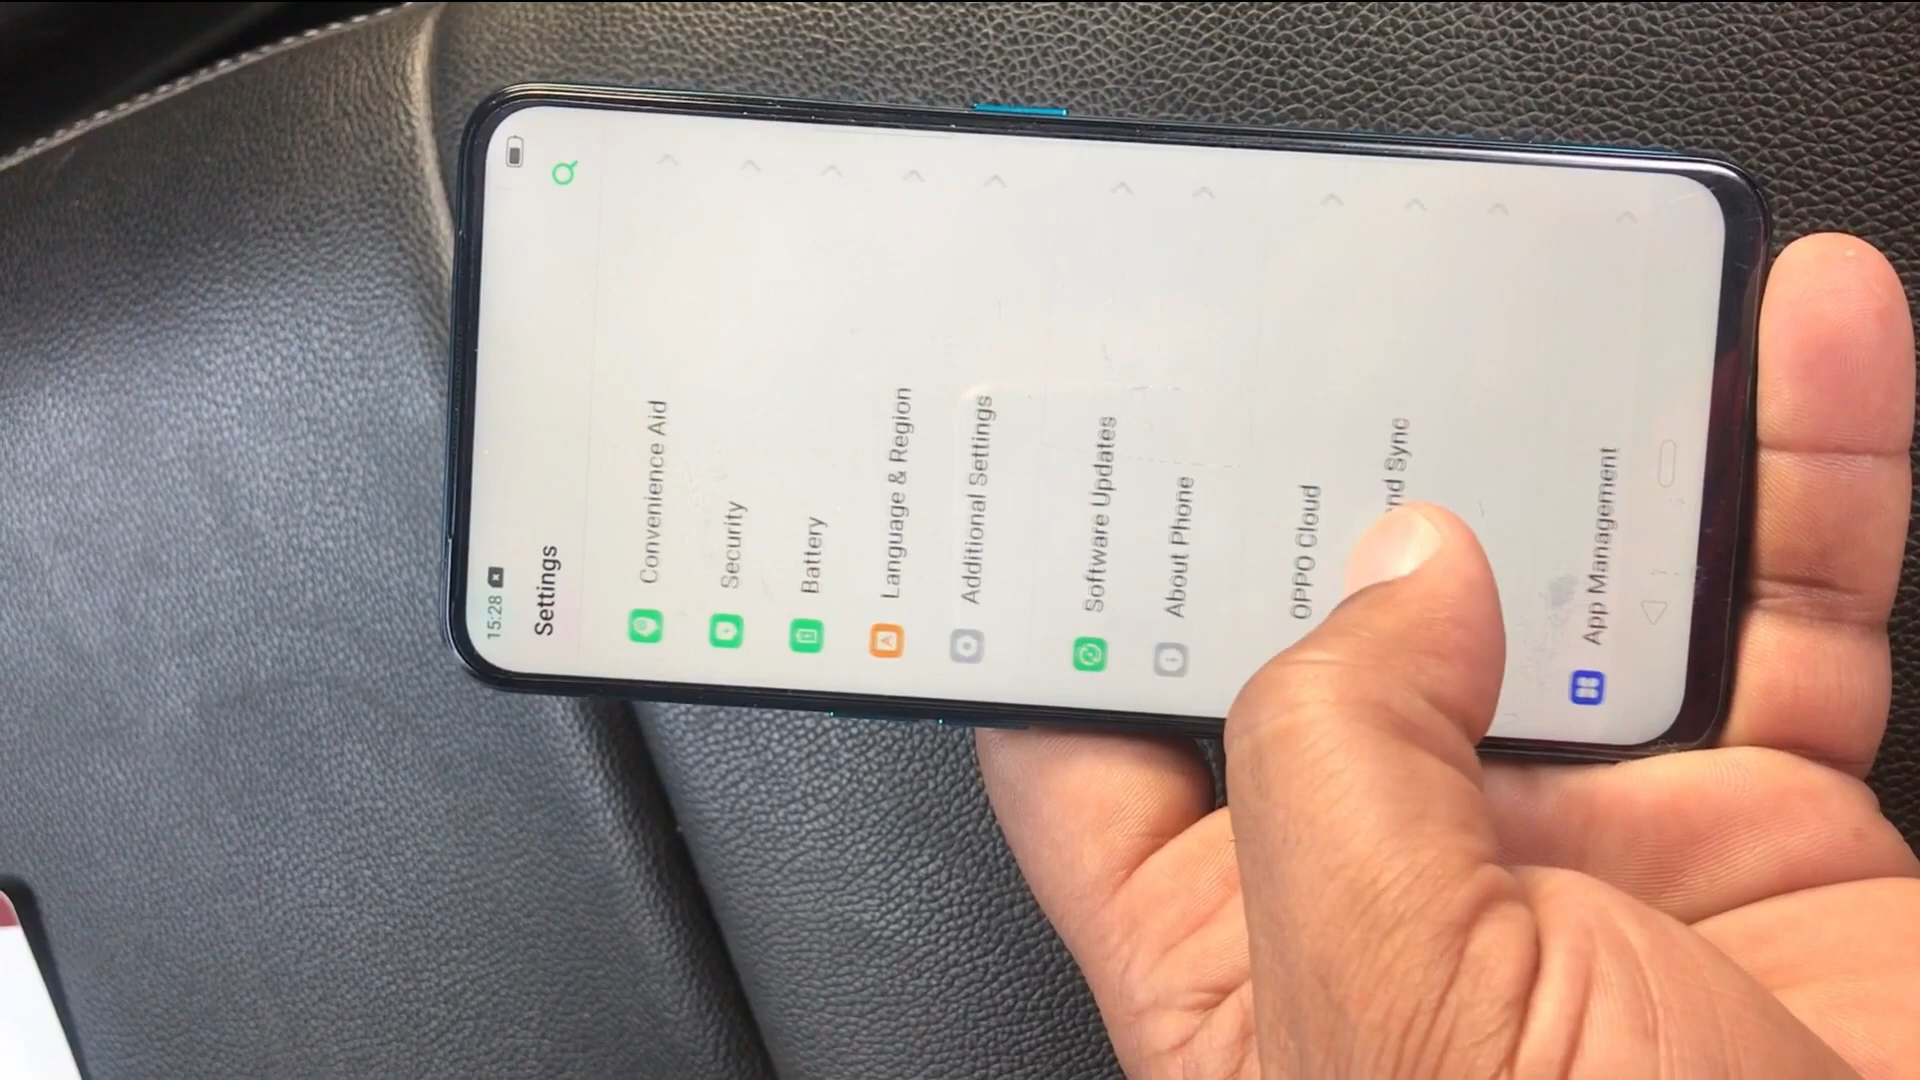 15:28
Settings
Convenience Aid
Security
Battery
Language & Region
Additional Settings
Software Updates
About Phone
OPPO Cloud
Sync
App Management